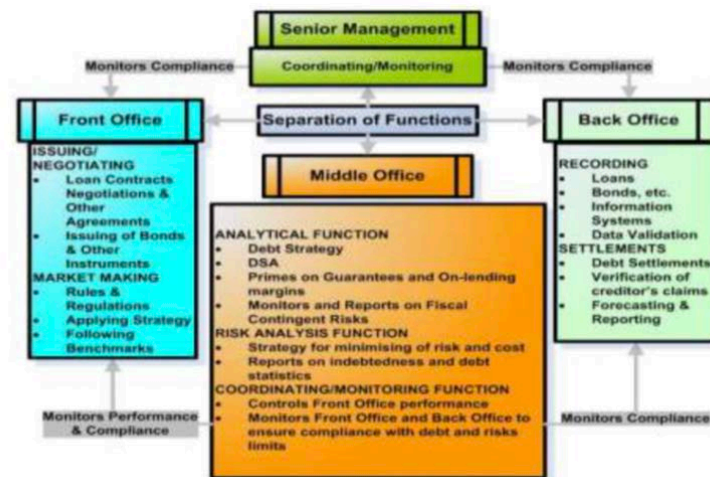 Senior Management
Coordinating/Monitoring
Monitors Compliance
Monitors Compliance
Front Office
Separation of Functions
Back Office
ISSUING/
NEGOTIATING
• Loan Contracts
Negotiations &
Other
Agreements
• Issuing of Bonds
& Other
Instruments
MARKET MAKING
• Rules &
Regulations
• Applying Strategy
• Following
Benchmarks
Middle Office
ANALYTICAL FUNCTION
• Debt Strategy
• DSA
• Primes on Guarantees and On-lending
margins
• Monitors and Reports on Fiscal
Contingent Risks
RISK ANALYSIS FUNCTION
• Strategy for minimising of risk and cost
• Reports on indebtedness and debt
statistics
COORDINATING/MONITORING FUNCTION
• Controls Front Office performance
• Monitors Front Office and Back Office to
ensure compliance with debt and risks
limits
RECORDING
• Loans
• Bonds, etc.
• Information
Systems
• Data Validation
SETTLEMENTS
• Debt Settlements
• Verification of
creditor's claims
• Forecasting &
Reporting
Monitors Performance
& Compliance
Monitors Compliance